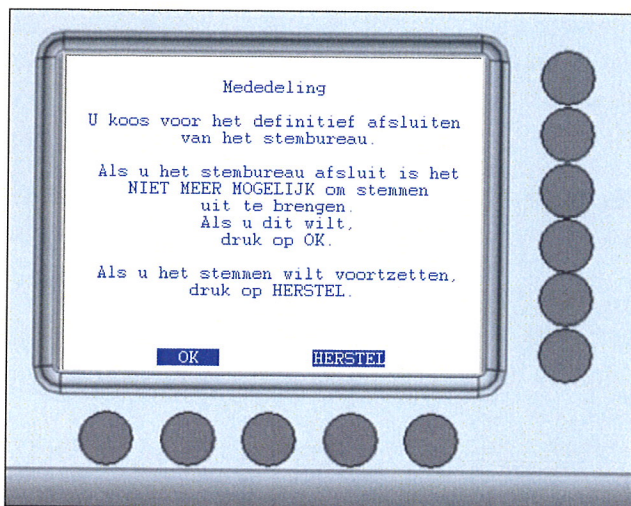 Mededeling
U koos voor het definitief afsluiten
van het stembureau.
Als u het stembureau afsluit is het
NIET MEER MOGELIJK om stemmen
uit te brengen.
Als u dit wilt,
druk op OK.
Als u het stemmen wilt voortzetten,
druk op HERSTEL.
OK HERSTEL